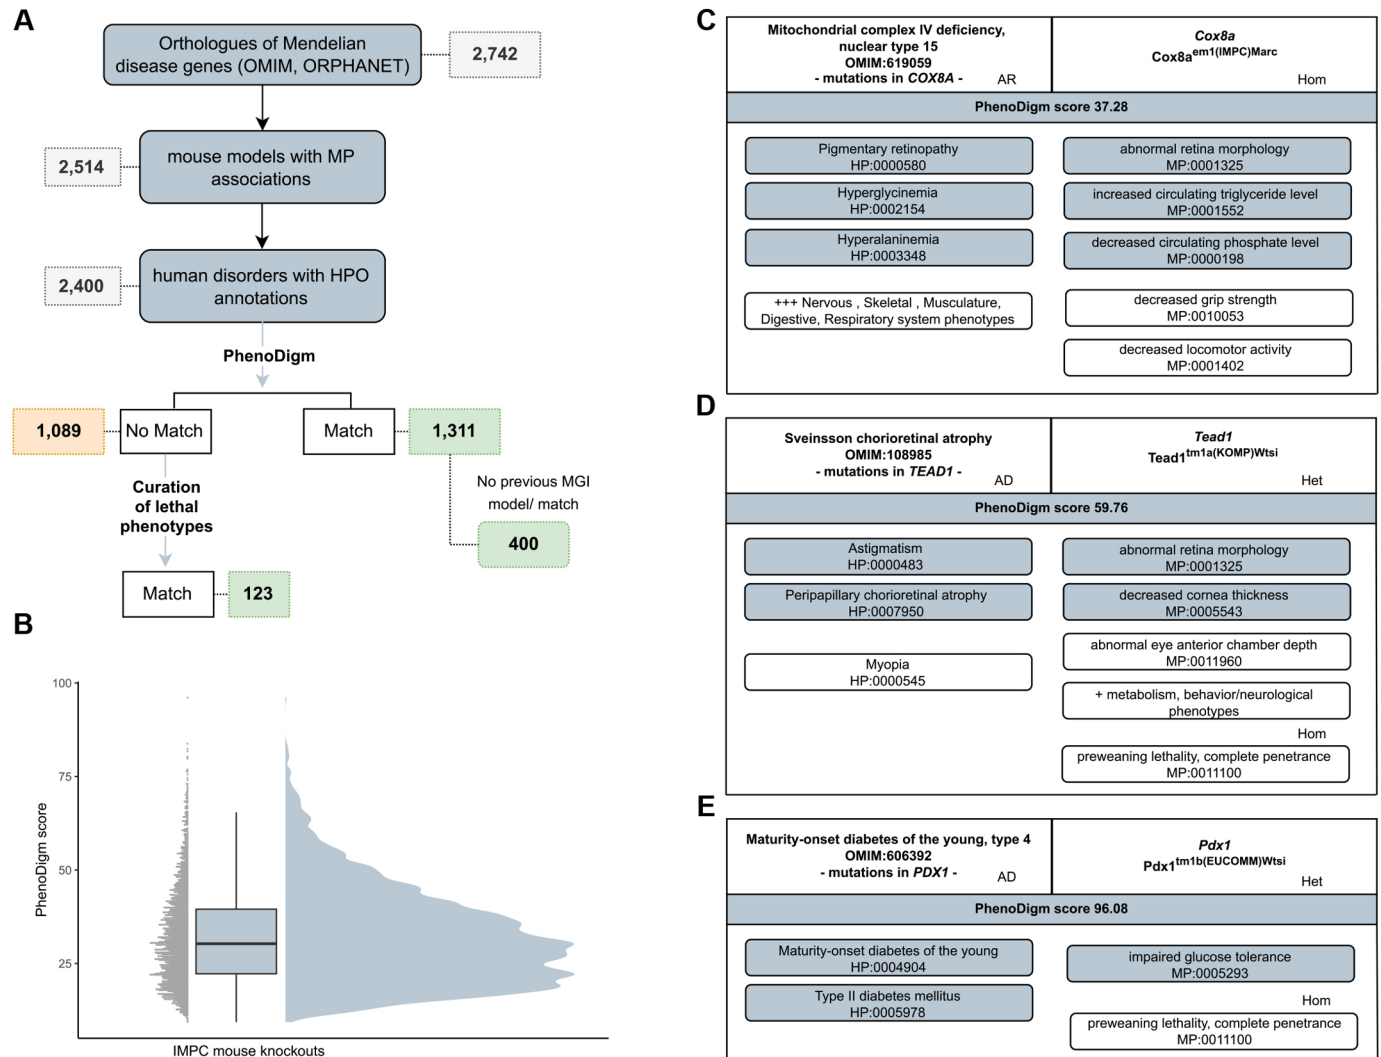 A
Orthologues of Mendelian
disease genes (OMIM, ORPHANET)
2,742
mouse models with MP
associations
2,514
human disorders with HPO
annotations
2,400
PhenoDigm
1,089
No Match
Match
1,311
Curation
of lethal
phenotypes
No previous MGI
model/ match
400
Match
123
B
100
75
50
25
PhenoDigm score
IMPC mouse knockouts
C
Mitochondrial complex IV deficiency,
nuclear type 15
OMIM:619059
- mutations in COX8A -
AR
Cox8a
Cox8a^em1(IMPC)Marc
Hom
PhenoDigm score 37.28
Pigmentary retinopathy
HP:0000580
Hyperglycinemia
HP:0002154
Hyperalaninemia
HP:0003348
+++ Nervous , Skeletal , Musculature,
Digestive, Respiratory system phenotypes
abnormal retina morphology
MP:0001325
increased circulating triglyceride level
MP:0001552
decreased circulating phosphate level
MP:0000198
decreased grip strength
MP:0010053
decreased locomotor activity
MP:0001402
D
Sveinsson chorioretinal atrophy
OMIM:108985
- mutations in TEAD1 -
AD
Tead1
Tead1^tm1a(KOMP)Wtsi
Het
PhenoDigm score 59.76
Astigmatism
HP:0000483
Peripapillary chorioretinal atrophy
HP:0007950
Myopia
HP:0000545
abnormal retina morphology
MP:0001325
decreased cornea thickness
MP:0005543
abnormal eye anterior chamber depth
MP:0011960
+ metabolism, behavior/neurological
phenotypes
Hom
preweaning lethality, complete penetrance
MP:0011100
E
Maturity-onset diabetes of the young, type 4
OMIM:606392
- mutations in PDX1 -
AD
Pdx1
Pdx1^tm1b(EUCOMM)Wtsi
Het
PhenoDigm score 96.08
Maturity-onset diabetes of the young
HP:0004904
Type II diabetes mellitus
HP:0005978
impaired glucose tolerance
MP:0005293
Hom
preweaning lethality, complete penetrance
MP:0011100